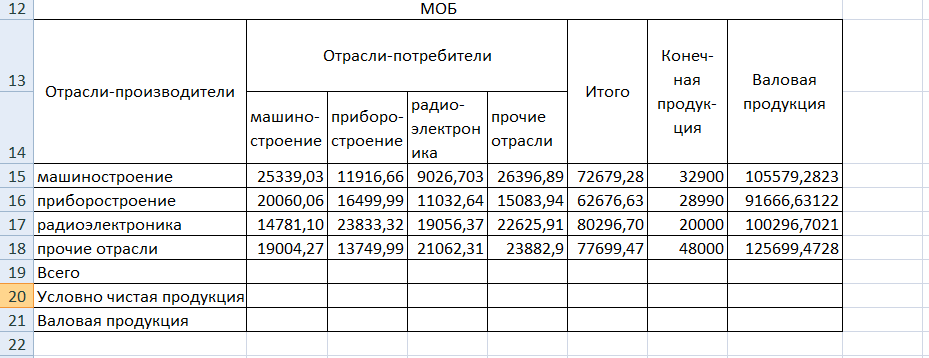 12 МОБ
13 Отрасли-производители Отрасли-потребители Итого Конеч-
ная
продук-
ция Валовая
продукция
14 машино-
строение приборо-
строение радио-
электрон
ика прочие
отрасли
15 машиностроение 25339,03 11916,66 9026,703 26396,89 72679,28 32900 105579,2823
16 приборостроение 20060,06 16499,99 11032,64 15083,94 62676,63 28990 91666,63122
17 радиоэлектроника 14781,10 23833,32 19056,37 22625,91 80296,70 20000 100296,7021
18 прочие отрасли 19004,27 13749,99 21062,31 23882,9 77699,47 48000 125699,4728
19 Всего
20 Условно чистая продукция
21 Валовая продукция
22